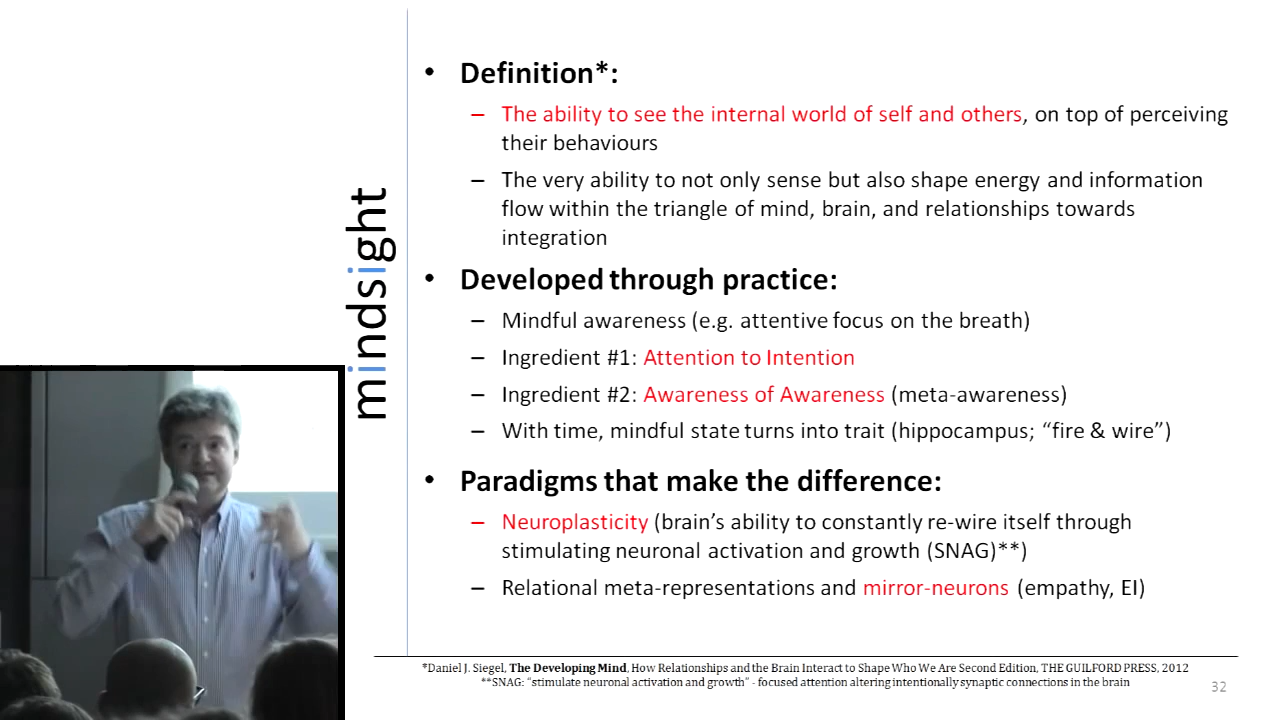 mindsight
• Definition*:
– The ability to see the internal world of self and others, on top of perceiving
their behaviours
– The very ability to not only sense but also shape energy and information
flow within the triangle of mind, brain, and relationships towards
integration
• Developed through practice:
– Mindful awareness (e.g. attentive focus on the breath)
– Ingredient #1: Attention to Intention
– Ingredient #2: Awareness of Awareness (meta-awareness)
– With time, mindful state turns into trait (hippocampus; “fire & wire”)
• Paradigms that make the difference:
– Neuroplasticity (brain’s ability to constantly re-wire itself through
stimulating neuronal activation and growth (SNAG)**)
– Relational meta-representations and mirror-neurons (empathy, EI)
*Daniel J. Siegel, The Developing Mind, How Relationships and the Brain Interact to Shape Who We Are Second Edition, THE GUILFORD PRESS, 2012
**SNAG: “stimulate neuronal activation and growth” - focused attention altering intentionally synaptic connections in the brain
32